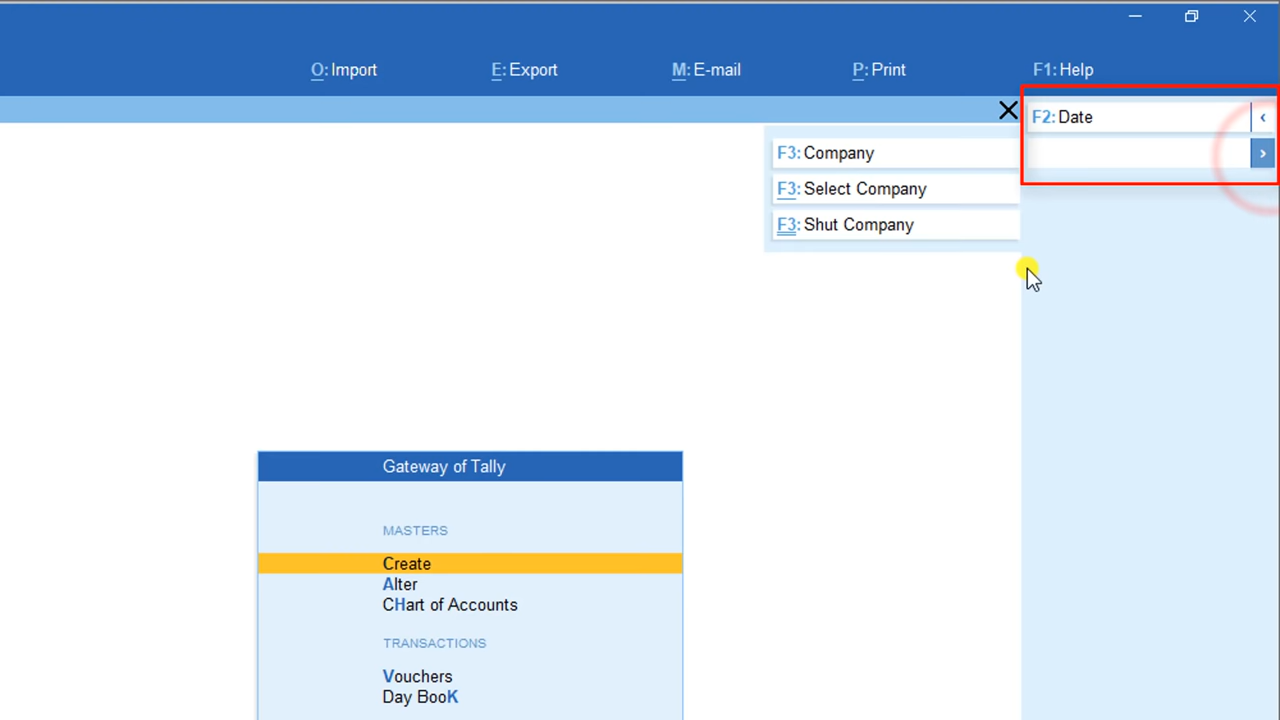 O: Import E: Export M: E-mail P: Print F1: Help
F2: Date
F3: Company
F3: Select Company
F3: Shut Company
Gateway of Tally
MASTERS
Create
Alter
CHart of Accounts
TRANSACTIONS
Vouchers
Day BooK